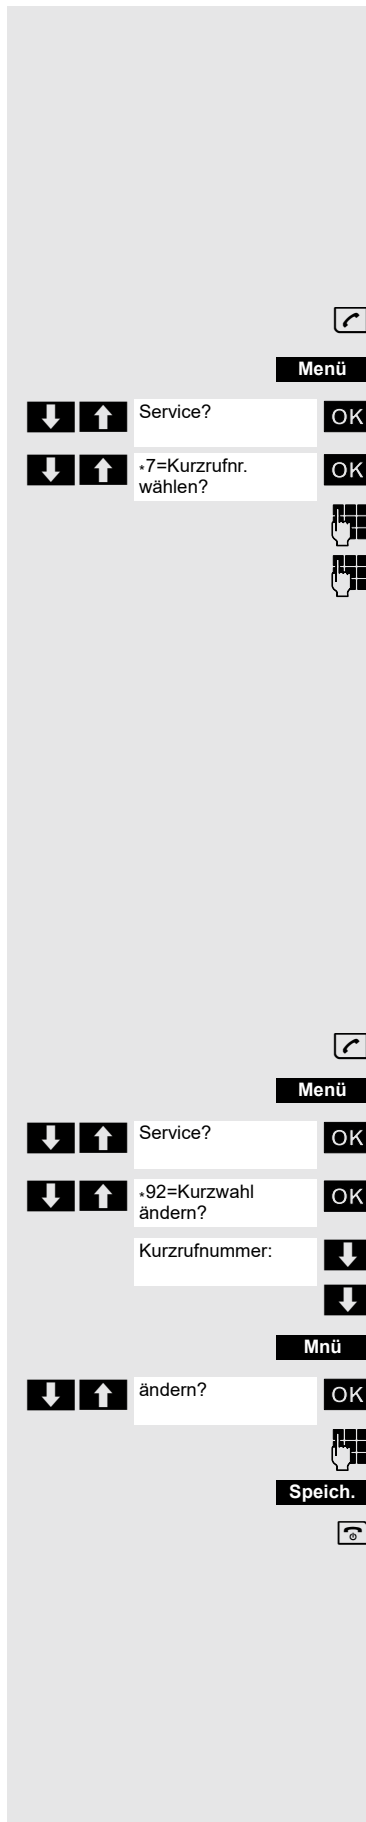 Menü
Service? OK
*7=Kurzrufnr. OK
wählen?
Menü
Service? OK
*92=Kurzwahl OK
ändern?
Kurzrufnummer:
Mnü
ändern? OK
Speich.